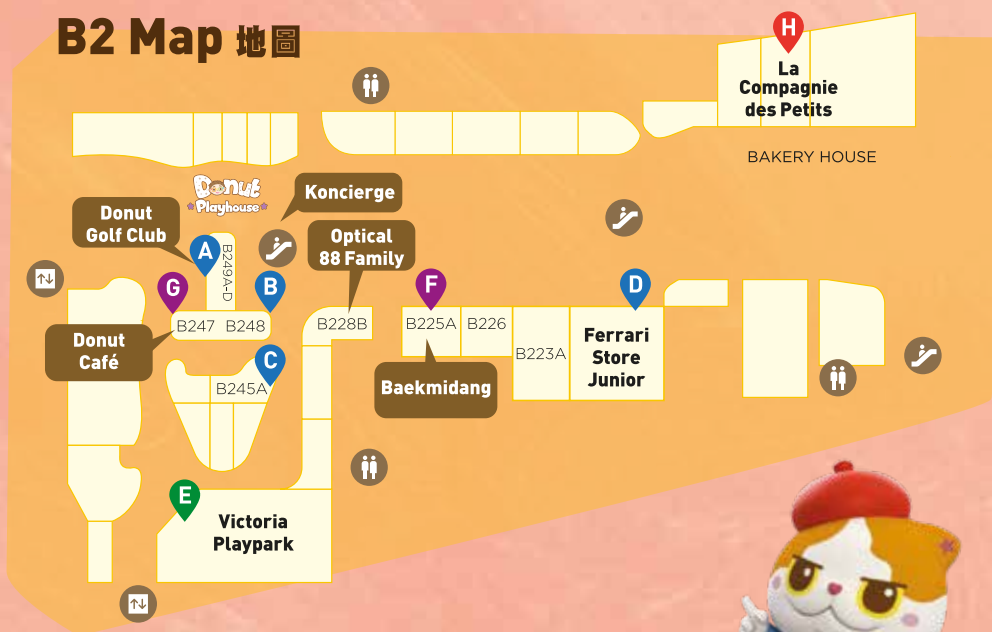 B2 Map 地圖
H
La
Compagnie
des Petits
BAKERY HOUSE
Donut
Playhouse
Koncierge
Donut
Golf Club
Optical
88 Family
A
B249A-D
G
B
F
D
B247
B248
B228B
B225A
B226
B223A
Ferrari
Store
Junior
Donut
Café
C
B245A
Baekmidang
E
Victoria
Playpark